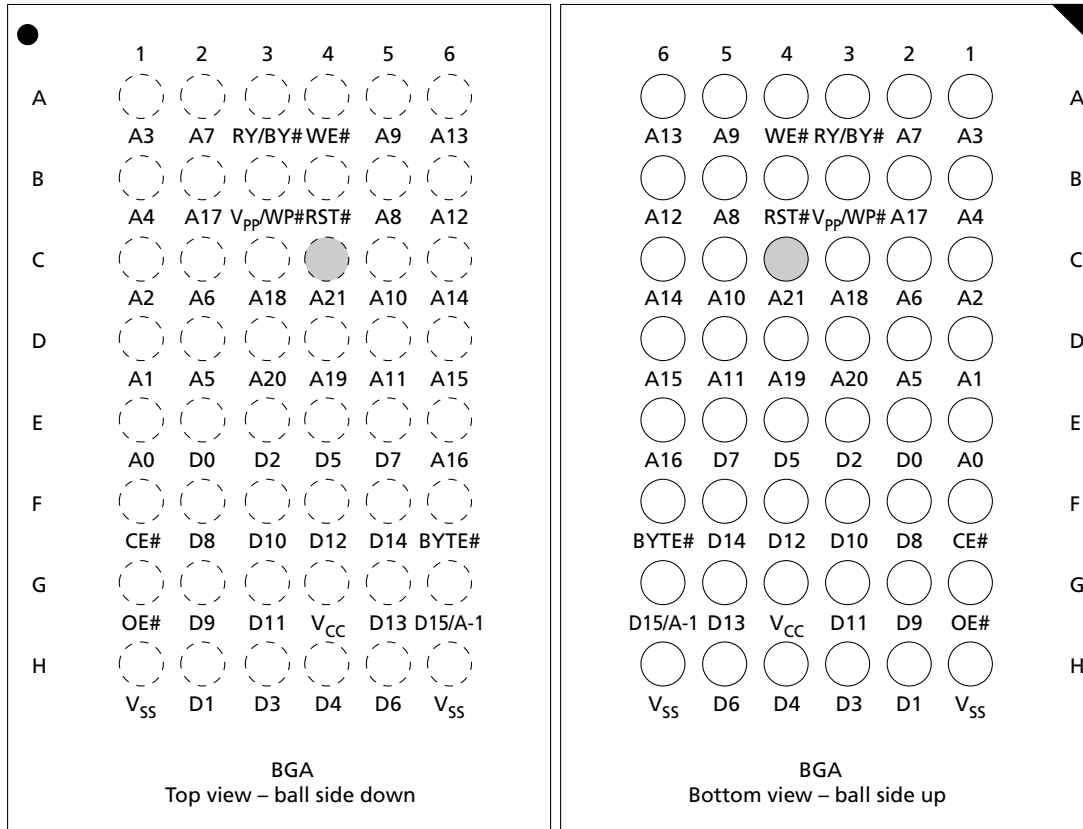 1 2 3 4 5 6
A
A3 A7 RY/BY# WE# A9 A13
B
A4 A17 VPP/WP# RST# A8 A12
C
A2 A6 A18 A21 A10 A14
D
A1 A5 A20 A19 A11 A15
E
A0 D0 D2 D5 D7 A16
F
CE# D8 D10 D12 D14 BYTE#
G
OE# D9 D11 VCC D13 D15/A-1
H
VSS D1 D3 D4 D6 VSS
BGA
Top view – ball side down
6 5 4 3 2 1
A
A13 A9 WE# RY/BY# A7 A3
B
A12 A8 RST# VPP/WP# A17 A4
C
A14 A10 A21 A18 A6 A2
D
A15 A11 A19 A20 A5 A1
E
A16 D7 D5 D2 D0 A0
F
BYTE# D14 D12 D10 D8 CE#
G
D15/A-1 D13 VCC D11 D9 OE#
H
VSS D6 D4 D3 D1 VSS
BGA
Bottom view – ball side up